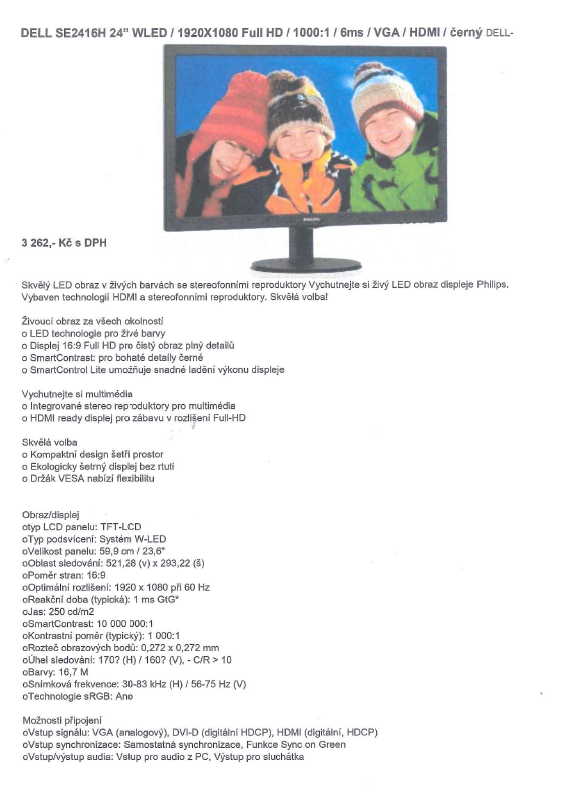 DELL SE2416H 24" WLED / 1920X1080 Full HD / 1000:1 / 6ms / VGA / HDMI / černý DELL-
PHILIPS
3 262,- Kč s DPH
Skvělý LED obraz v živých barvách se stereofonními reproduktory Vychutnejte si živý LED obraz displeje Philips.
Vybaven technologií HDMI a stereofonními reproduktory. Skvělá volba!
Živoucí obraz za všech okolností
o LED technologie pro živé barvy
o Displej 16:9 Full HD pro čistý obraz plný detailů
o SmartContrast: pro bohaté detaily černé
o SmartControl Lite umožňuje snadné ladění výkonu displeje
Vychutnejte si multimédia
o Integrované stereo reproduktory pro multimédia
o HDMI ready displej pro zábavu v rozlišení Full-HD
Skvělá volba
o Kompaktní design šetří prostor
o Ekologicky šetrný displej bez rtuti
o Držák VESA nabízí flexibilitu
Obraz/displej
otyp LCD panelu: TFT-LCD
oTyp podsvícení: Systém W-LED
oVelikost panelu: 59,9 cm / 23,6"
oOblast sledování: 521,28 (v) x 293,22 (š)
oPoměr stran: 16:9
oOptimální rozlišení: 1920 x 1080 při 60 Hz
oReakční doba (typická): 1 ms GtG*
oJas: 250 cd/m2
oSmartContrast: 10 000 000:1
oKontrastní poměr (typický): 1 000:1
oRozteč obrazových bodů: 0,272 x 0,272 mm
oÚhel sledování: 170? (H) / 160? (V), - C/R > 10
oBarvy: 16,7 M
oSnímková frekvence: 30-83 kHz (H) / 56-75 Hz (V)
oTechnologie sRGB: Ano
Možnosti připojení
oVstup signálu: VGA (analogový), DVI-D (digitální HDCP), HDMI (digitální, HDCP)
oVstup synchronizace: Samostatná synchronizace, Funkce Sync on Green
oVstup/výstup audia: Vstup pro audio z PC, Výstup pro sluchátka